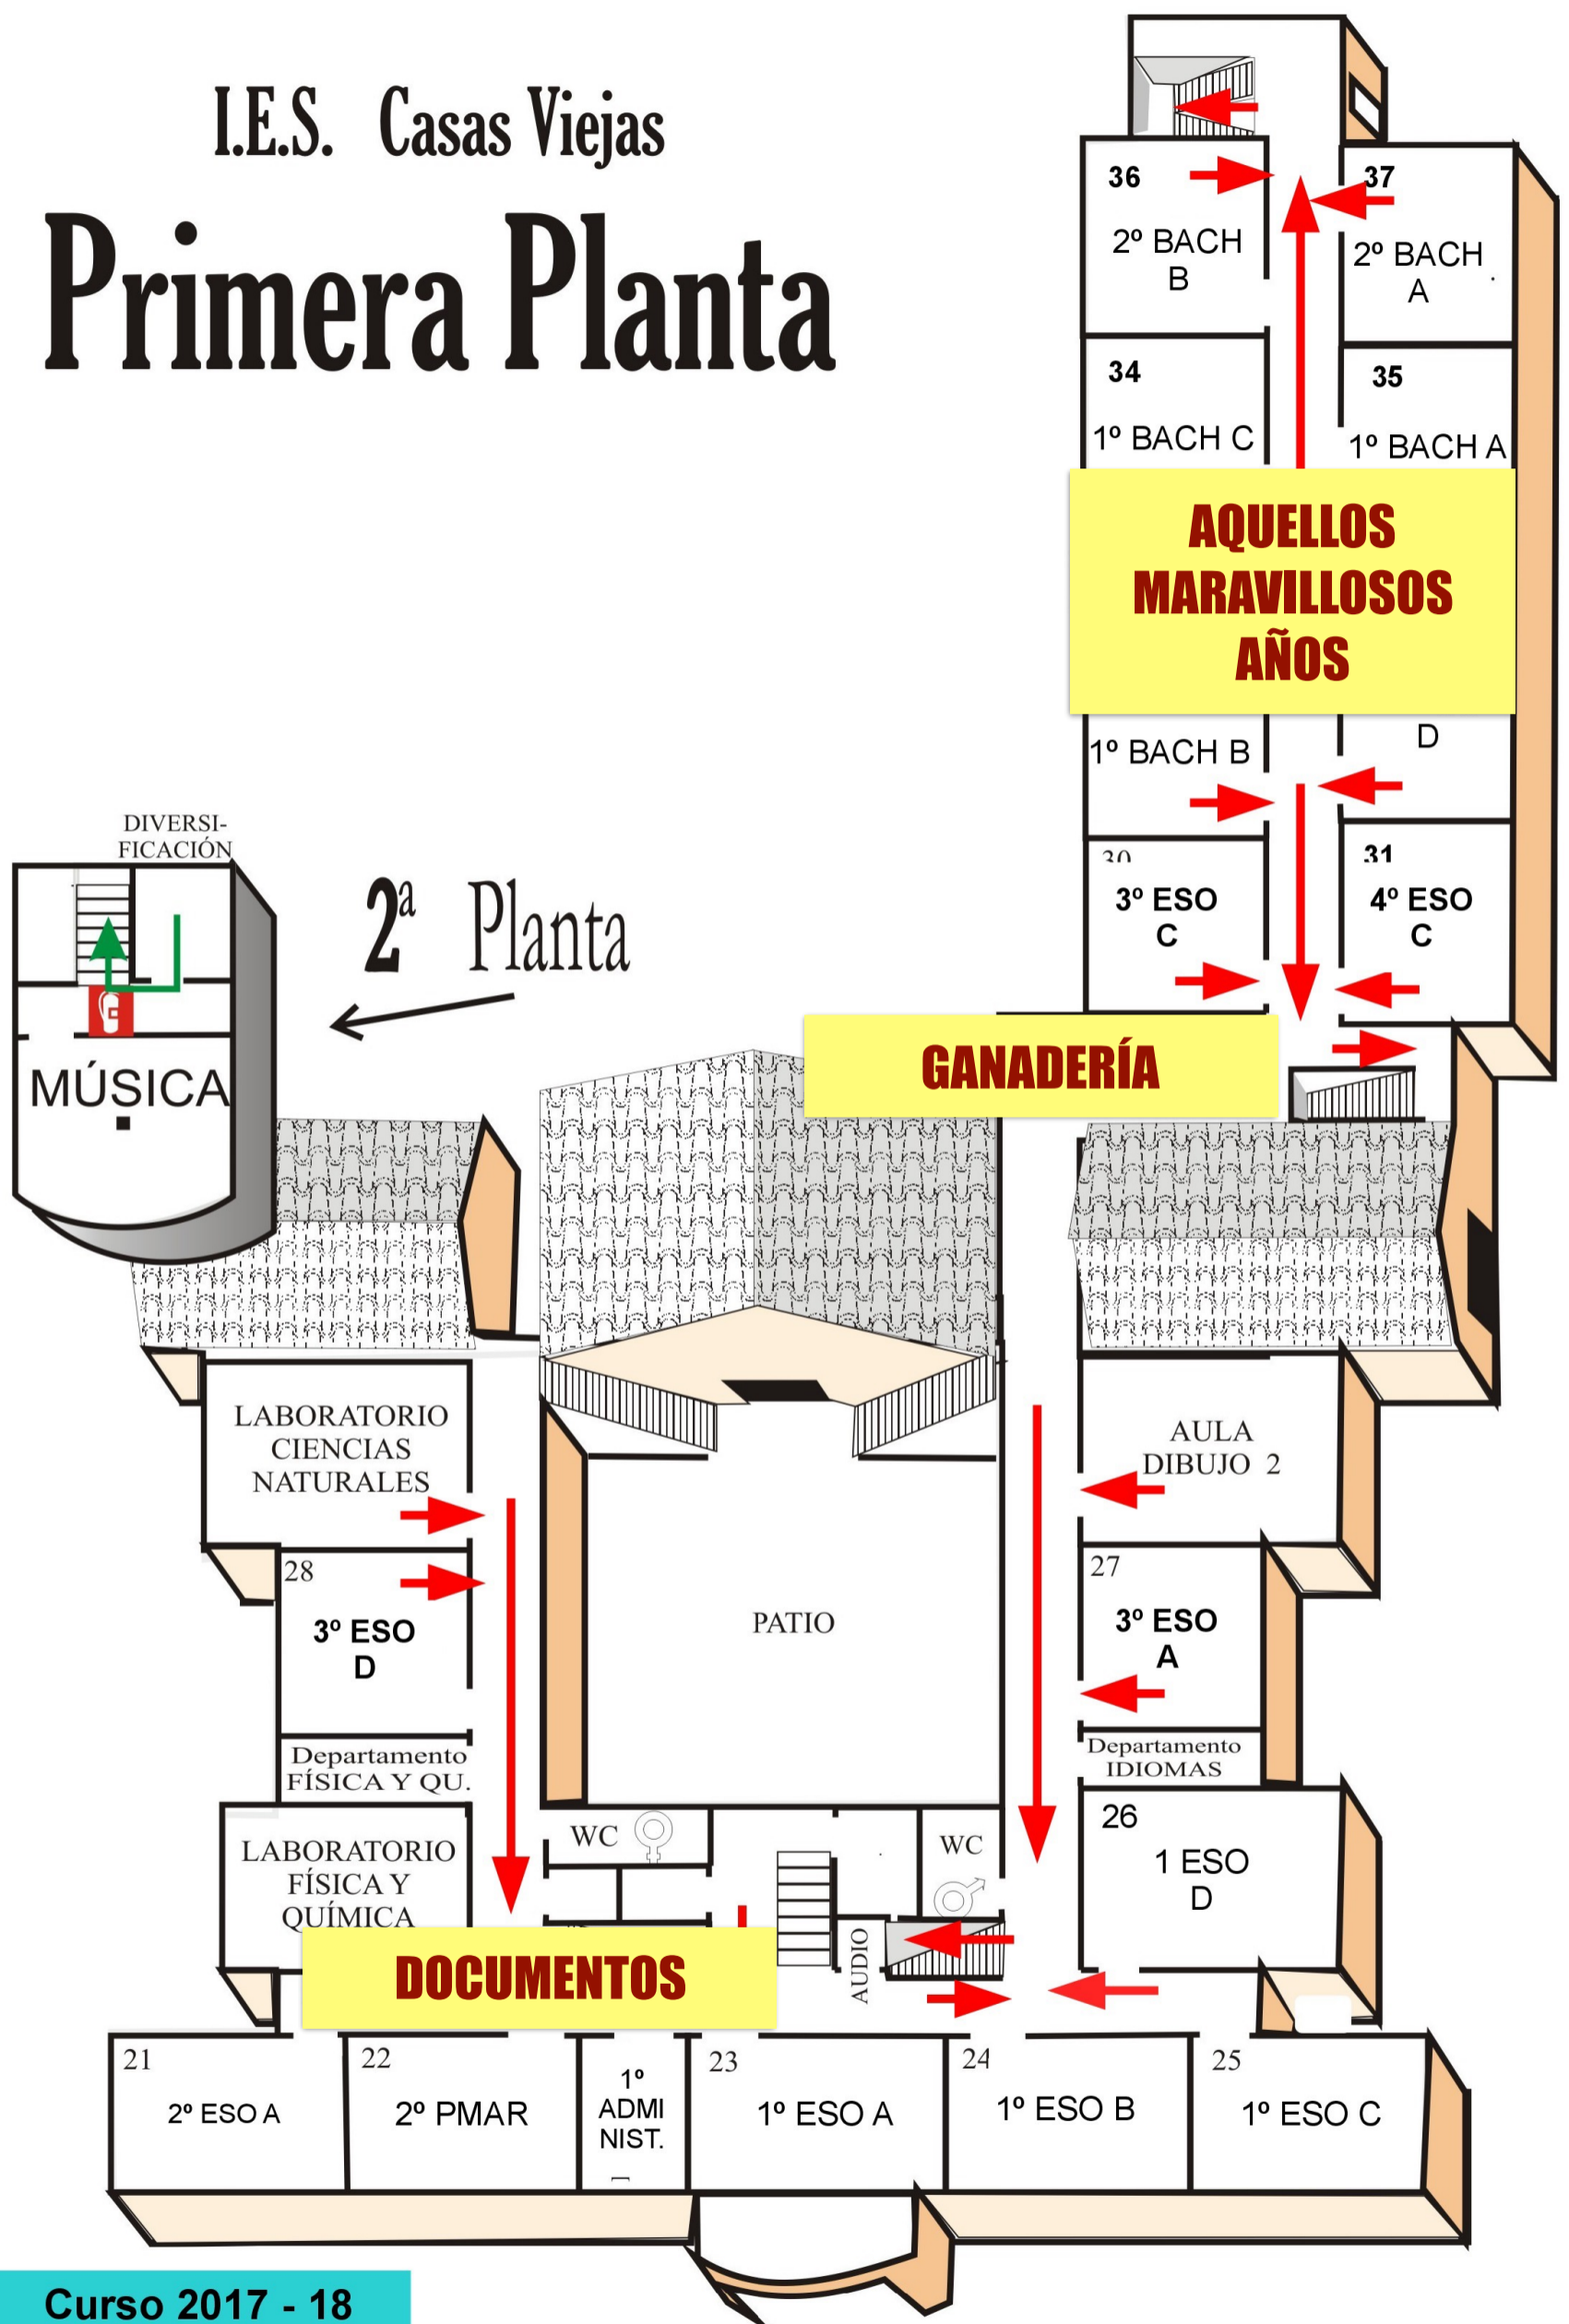 I.E.S. Casas Viejas
Primera Planta
36
2º BACH
B
37
2º BACH
A
34
1º BACH C
35
1º BACH A
AQUELLOS
MARAVILLOSOS
AÑOS
1º BACH B
D
30
3º ESO
C
31
4º ESO
C
DIVERSI-
FICACIÓN
2ª Planta
MÚSICA
GANADERÍA
LABORATORIO
CIENCIAS
NATURALES
AULA
DIBUJO 2
28
3º ESO
D
PATIO
27
3º ESO
A
Departamento
FÍSICA Y QU.
Departamento
IDIOMAS
LABORATORIO
FÍSICA Y
QUÍMICA
WC
WC
26
1 ESO
D
AUDIO
DOCUMENTOS
21
2º ESO A
22
2º PMAR
1º
ADMI
NIST.
23
1º ESO A
24
1º ESO B
25
1º ESO C
Curso 2017 - 18